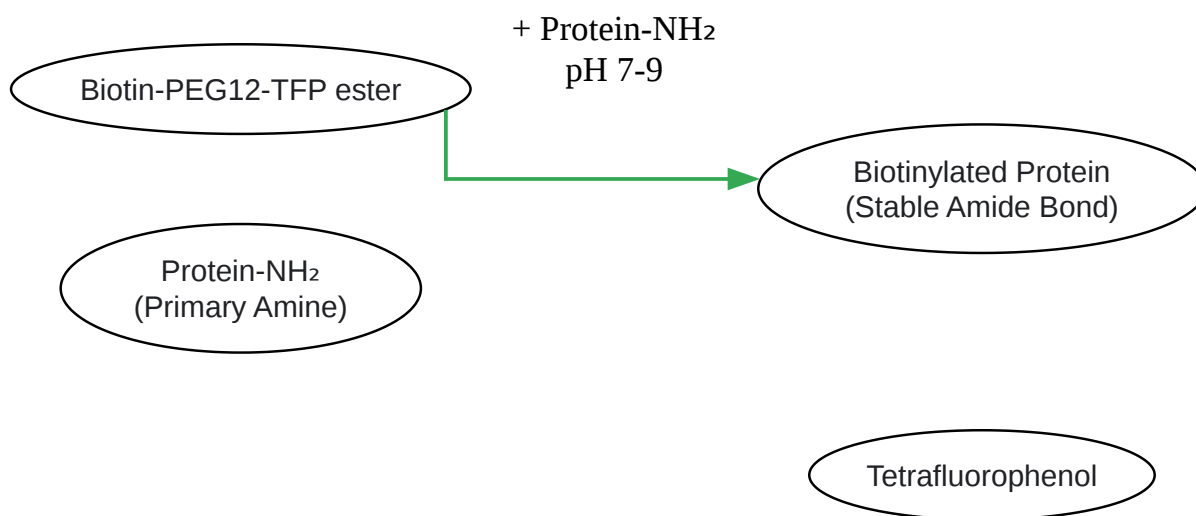 + Protein-NH₂
pH 7-9
Biotin-PEG12-TFP ester
Biotinylated Protein
(Stable Amide Bond)
Protein-NH₂
(Primary Amine)
Tetrafluorophenol